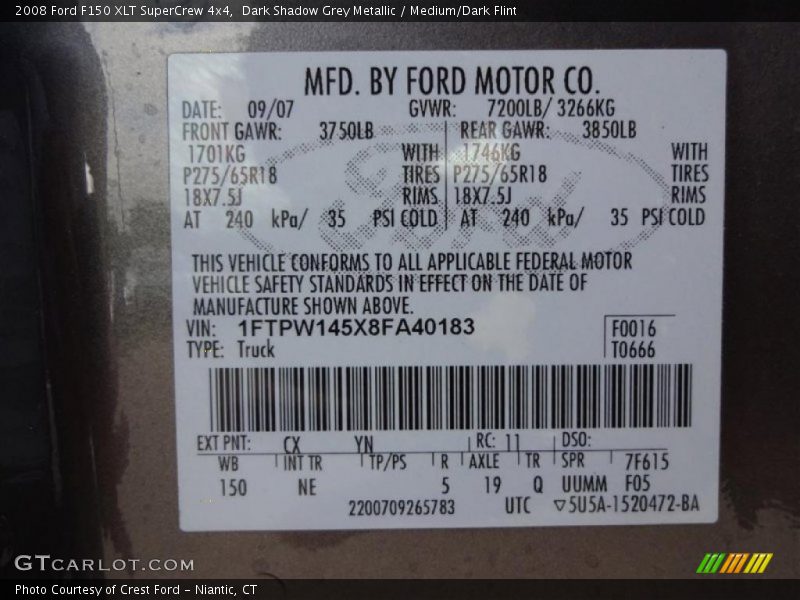 2008 Ford F150 XLT SuperCrew 4x4,  Dark Shadow Grey Metallic / Medium/Dark Flint
MFD. BY FORD MOTOR CO.
DATE: 09/07 GVWR: 7200LB/ 3266KG
FRONT GAWR: 3750LB REAR GAWR: 3850LB
1701KG WITH 1746KG WITH
P275/65R18 TIRES P275/65R18 TIRES
18X7.5J RIMS 18X7.5J RIMS
AT 240 kPa/ 35 PSI COLD AT 240 kPa/ 35 PSI COLD
Ford
THIS VEHICLE CONFORMS TO ALL APPLICABLE FEDERAL MOTOR
VEHICLE SAFETY STANDARDS IN EFFECT ON THE DATE OF
MANUFACTURE SHOWN ABOVE.
VIN: 1FTPW145X8FA40183 F0016
TYPE: Truck T0666
EXT PNT: CX YN RC: 11 DSO:
WB INT TR TP/PS R AXLE TR SPR 7F615
150 NE 5 19 Q UUMM F05
2200709265783 UTC ▽5U5A-1520472-BA
GTCARLOT.COM
Photo Courtesy of Crest Ford - Niantic, CT